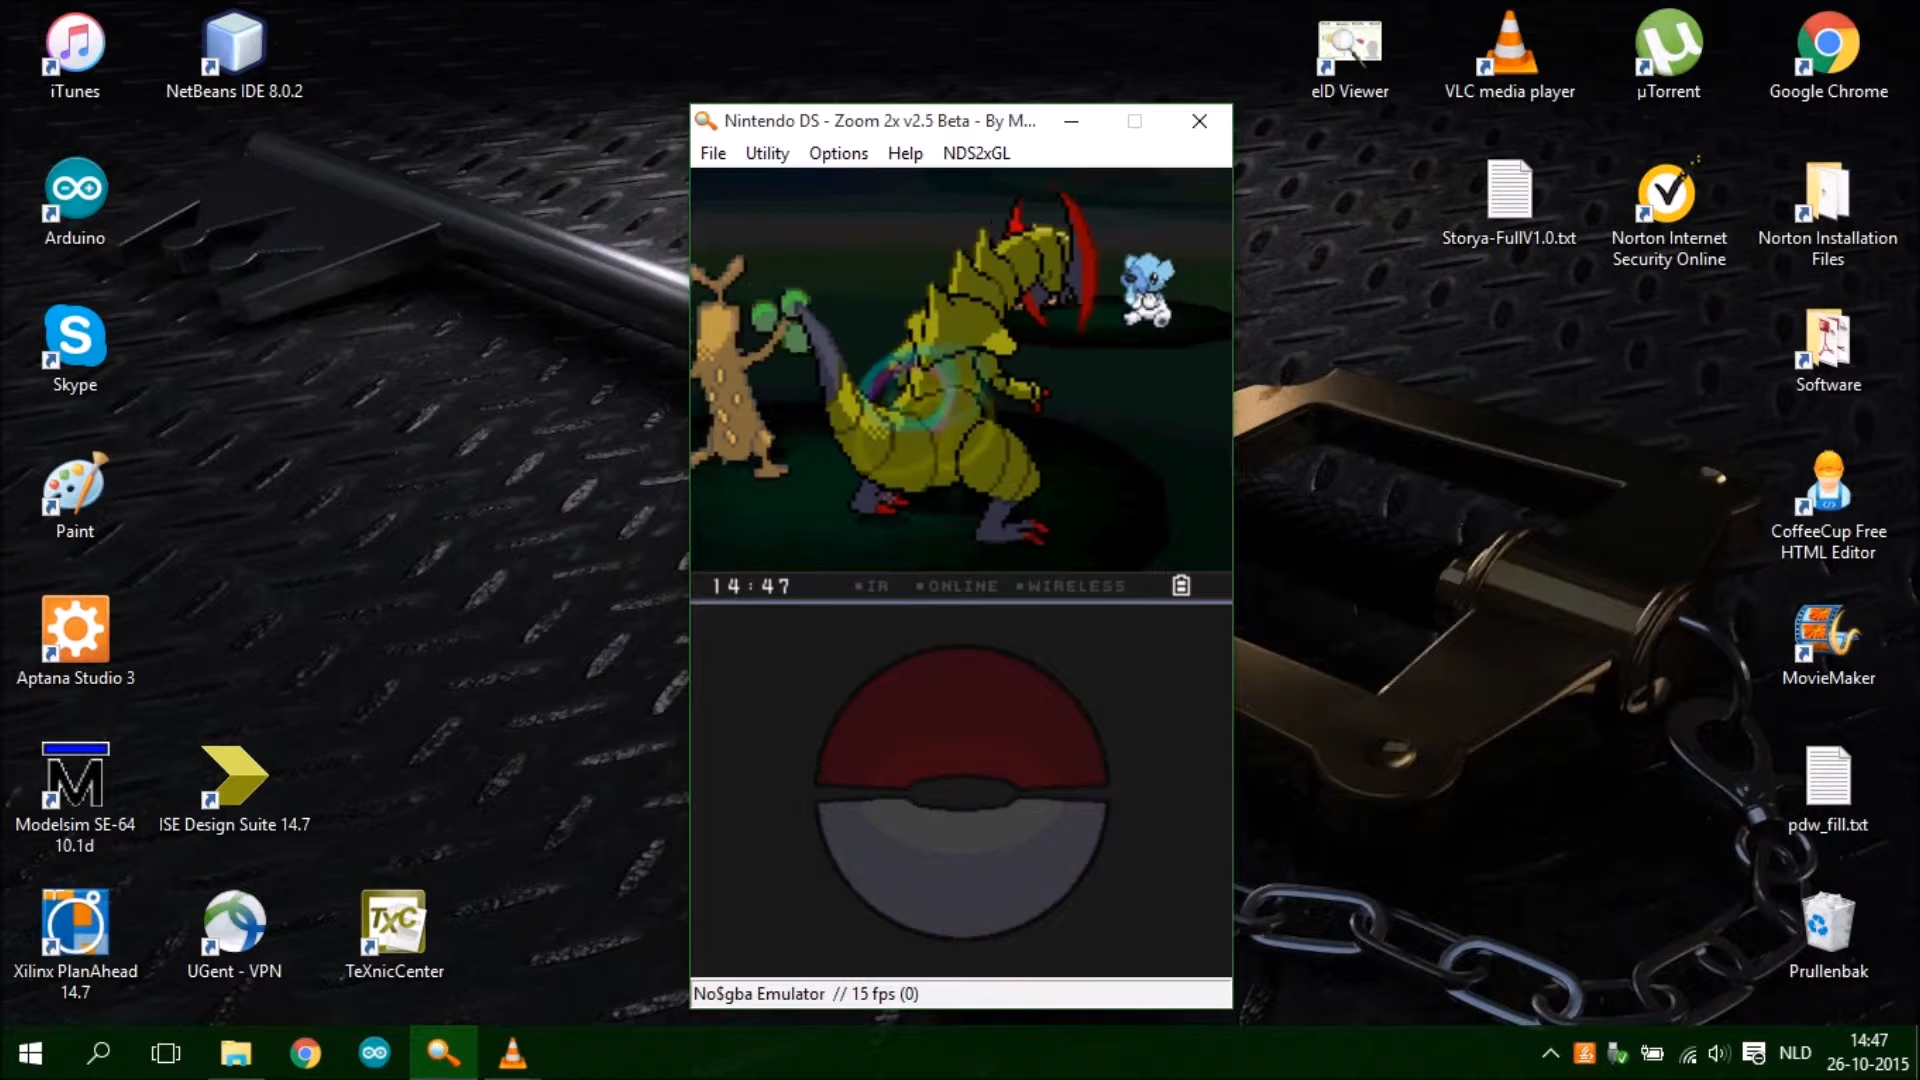 iTunes
NetBeans IDE 8.0.2
eID Viewer
VLC media player
µTorrent
Google Chrome
Nintendo DS - Zoom 2x v2.5 Beta - By M...
File Utility Options Help NDS2xGL
Arduino
Storya-FullV1.0.txt
Norton Internet
Security Online
Norton Installation
Files
Skype
Software
Paint
CoffeeCup Free
HTML Editor
14:47 IR ONLINE WIRELESS
Aptana Studio 3
MovieMaker
M
Modelsim SE-64
10.1d
ISE Design Suite 14.7
pdw_fill.txt
TXC
Xilinx PlanAhead
14.7
UGent - VPN
TeXnicCenter
Prullenbak
No$gba Emulator // 15 fps (0)
NLD
14:47
26-10-2015